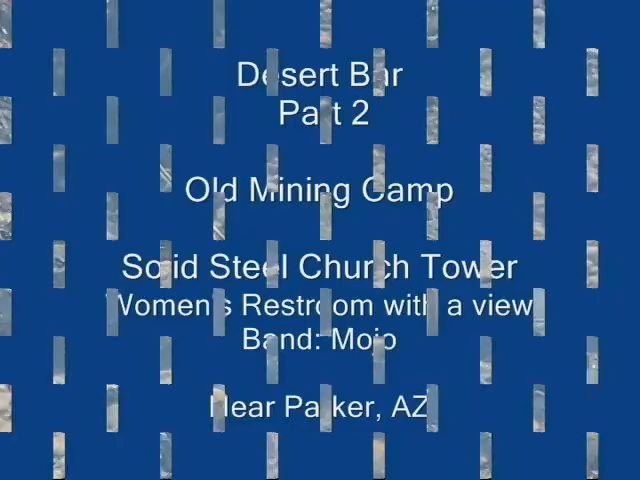 Desert Bar
Part 2
Old Mining Camp
Solid Steel Church Tower
Women's Restroom with a view
Band: Mojo
Near Parker, AZ